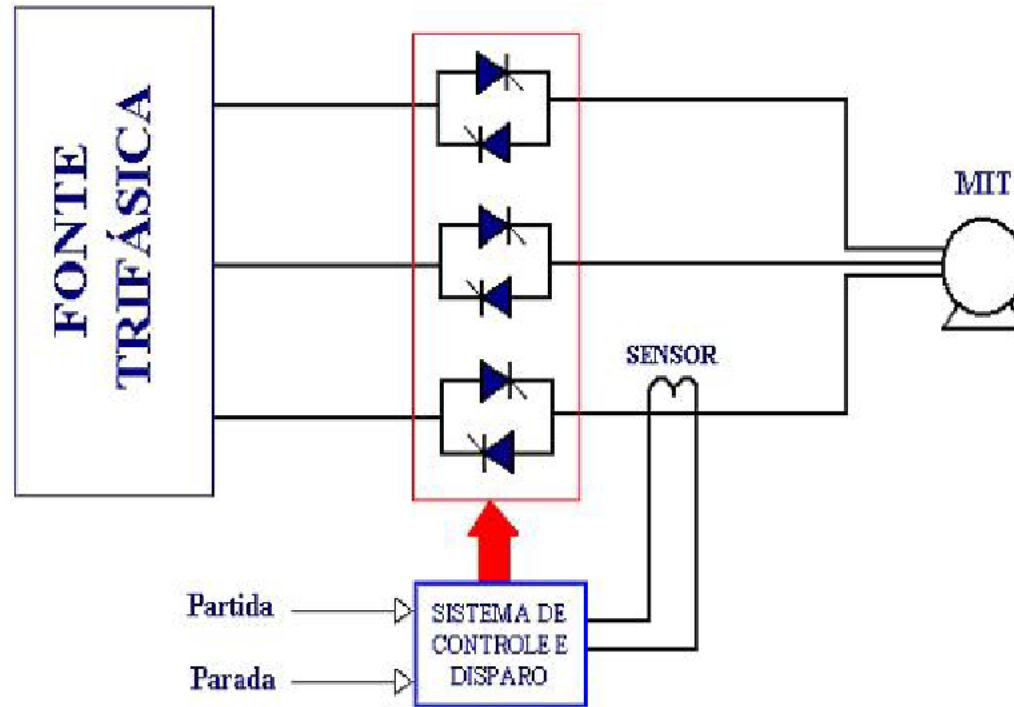 FONTE
TRIFÁSICA
MIT
SENSOR
Partida
Parada
SISTEMA DE
CONTROLE E
DISPARO